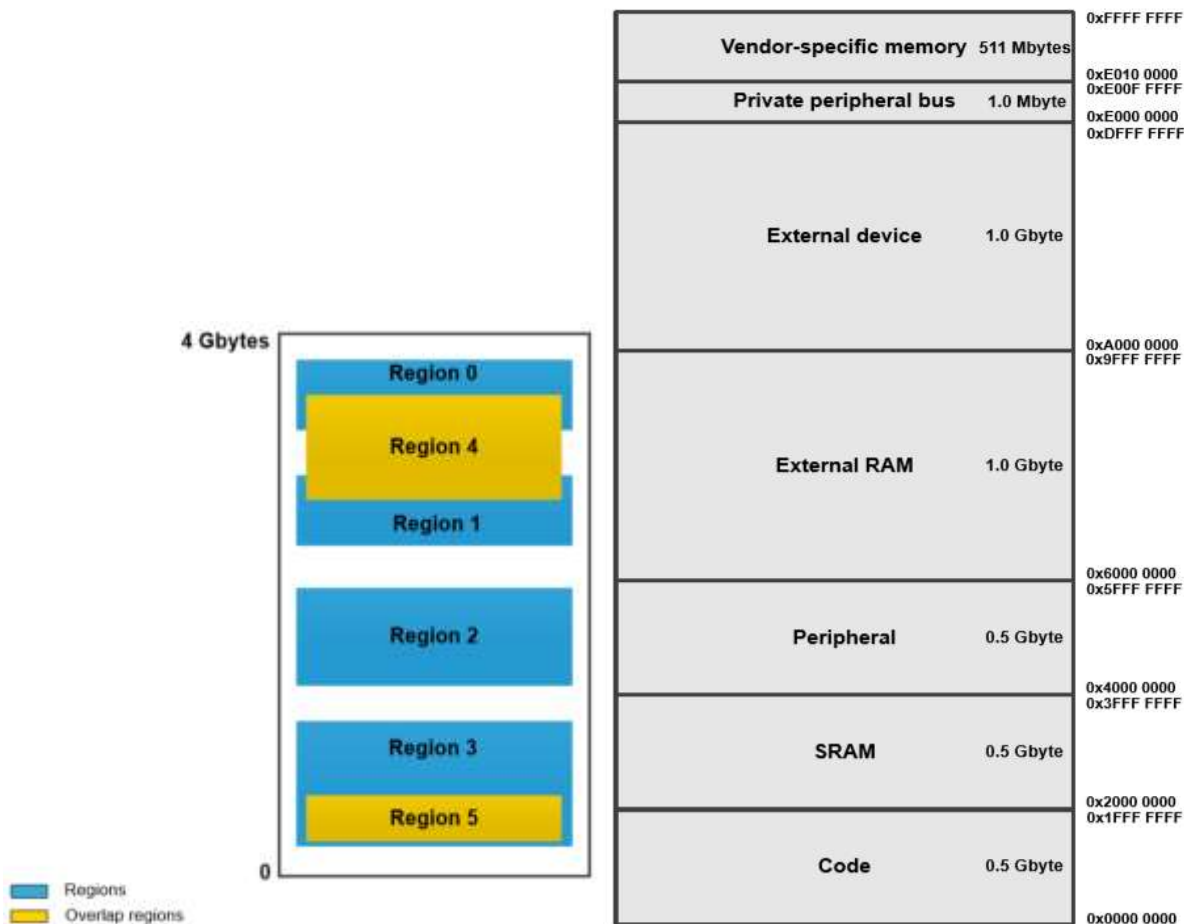 4 Gbytes
Region 0
Region 4
Region 1
Region 2
Region 3
Region 5
0
Regions
Overlap regions
0xFFFF FFFF
Vendor-specific memory 511 Mbytes
0xE010 0000
0xE00F FFFF
Private peripheral bus 1.0 Mbyte
0xE000 0000
0xDFFF FFFF
External device 1.0 Gbyte
0xA000 0000
0x9FFF FFFF
External RAM 1.0 Gbyte
0x6000 0000
0x5FFF FFFF
Peripheral 0.5 Gbyte
0x4000 0000
0x3FFF FFFF
SRAM 0.5 Gbyte
0x2000 0000
0x1FFF FFFF
Code 0.5 Gbyte
0x0000 0000